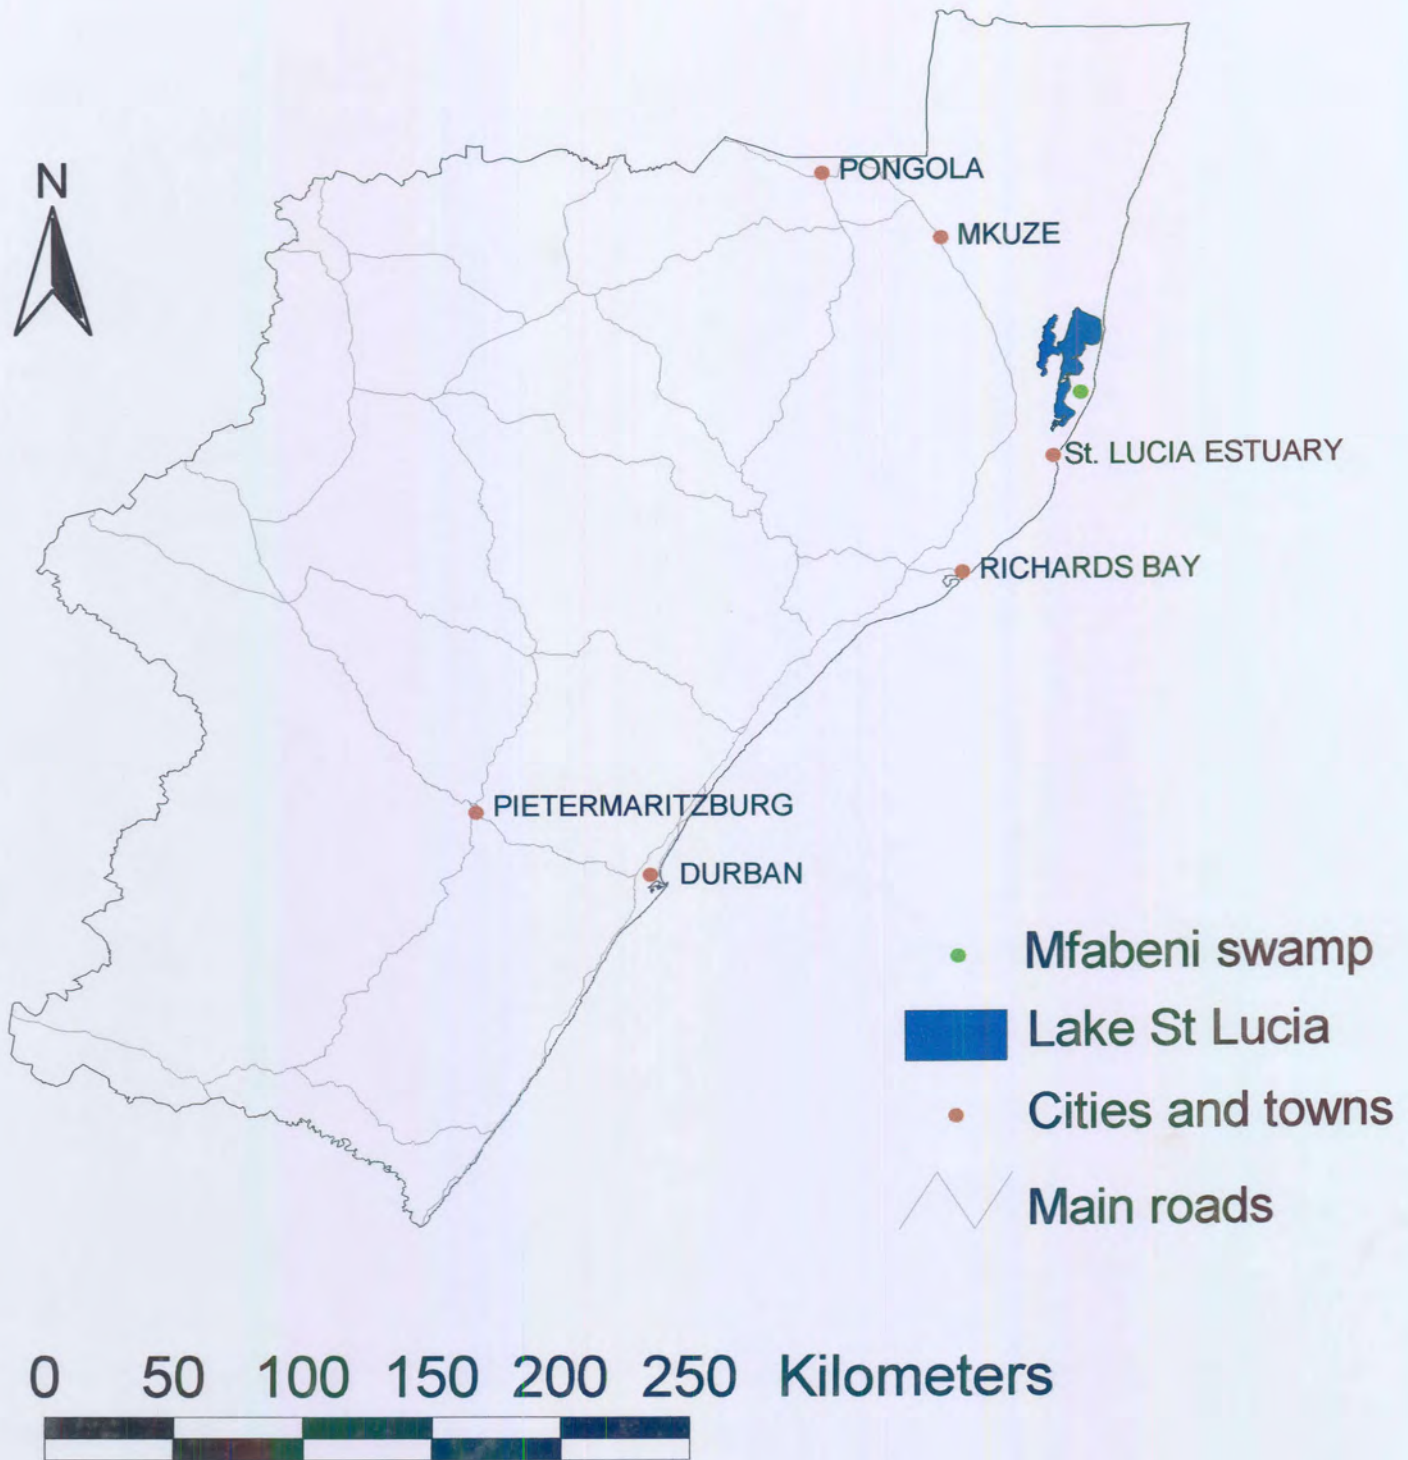 N
PONGOLA
MKUZE
St. LUCIA ESTUARY
RICHARDS BAY
PIETERMARITZBURG
DURBAN
Mfabeni swamp
Lake St Lucia
Cities and towns
Main roads
0 50 100 150 200 250 Kilometers